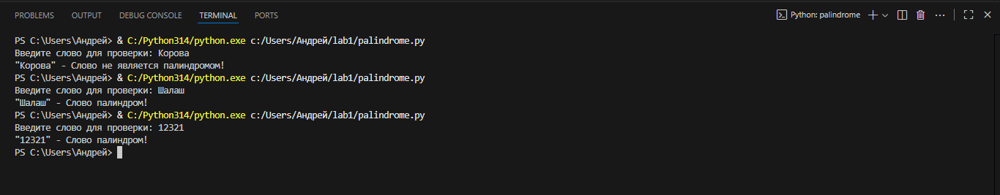 PROBLEMS OUTPUT DEBUG CONSOLE TERMINAL PORTS Python: palindrome
PS C:\Users\Андрей> & C:/Python314/python.exe c:/Users/Андрей/lab1/palindrome.py
Введите слово для проверки: Корова
"Корова" - Слово не является палиндромом!
PS C:\Users\Андрей> & C:/Python314/python.exe c:/Users/Андрей/lab1/palindrome.py
Введите слово для проверки: Шалаш
"Шалаш" - Слово палиндром!
PS C:\Users\Андрей> & C:/Python314/python.exe c:/Users/Андрей/lab1/palindrome.py
Введите слово для проверки: 12321
"12321" - Слово палиндром!
PS C:\Users\Андрей>